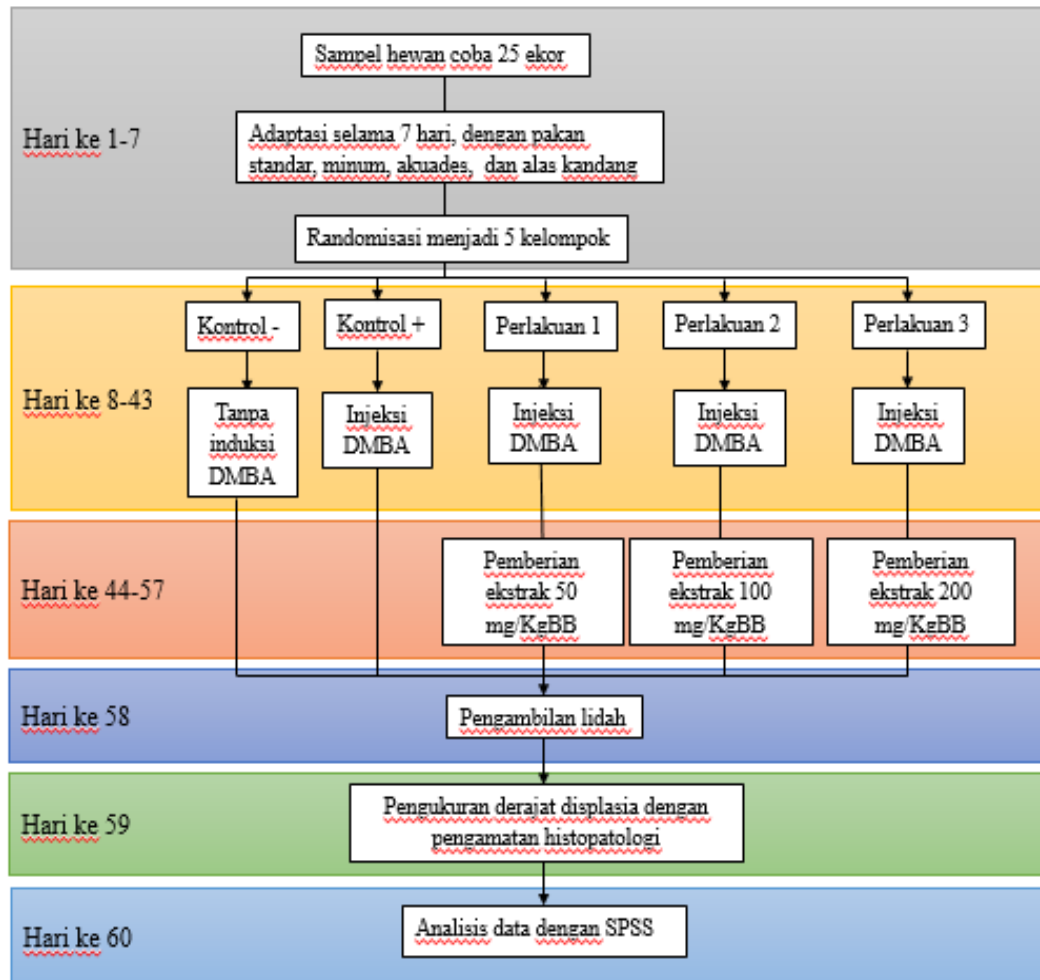 Sampel hewan coba 25 ekor
Hari ke 1-7
Adaptasi selama 7 hari, dengan pakan
standar, minum, akuades, dan alas kandang
Randomisasi menjadi 5 kelompok
Kontrol -
Kontrol +
Perlakuan 1
Perlakuan 2
Perlakuan 3
Hari ke 8-43
Tanpa
induksi
DMBA
Injeksi
DMBA
Injeksi
DMBA
Injeksi
DMBA
Injeksi
DMBA
Hari ke 44-57
Pemberian
ekstrak 50
mg/KgBB
Pemberian
ekstrak 100
mg/KgBB
Pemberian
ekstrak 200
mg/KgBB
Hari ke 58
Pengambilan lidah
Hari ke 59
Pengukuran derajat displasia dengan
pengamatan histopatologi
Hari ke 60
Analisis data dengan SPSS